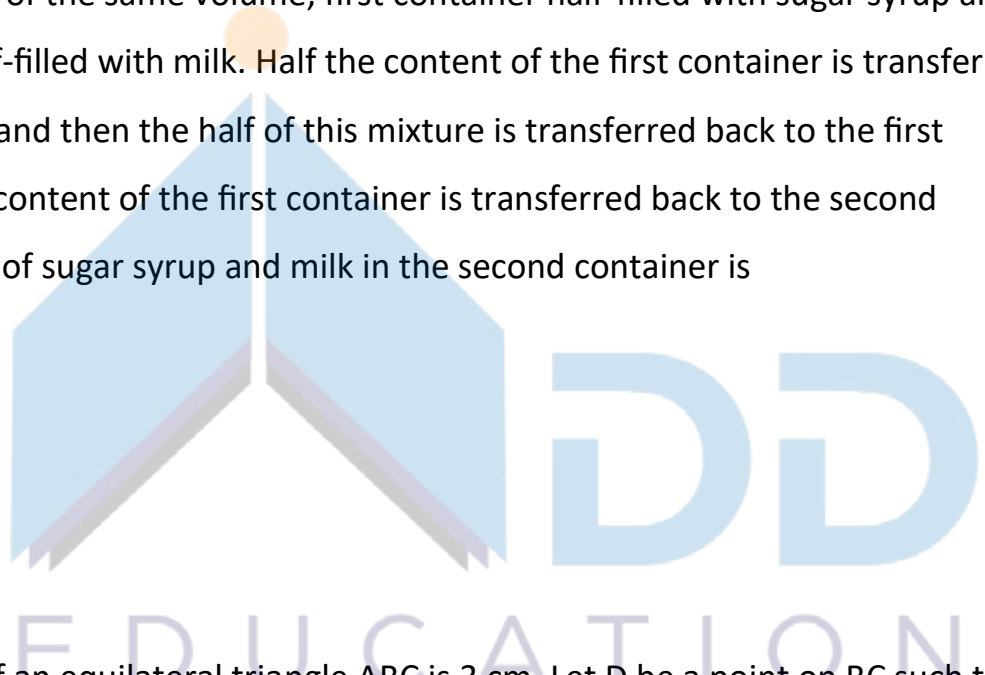 of the same volume, first container half-filled with sugar syrup
-filled with milk. Half the content of the first container is transfer
and then the half of this mixture is transferred back to the first
content of the first container is transferred back to the second
of sugar syrup and milk in the second container is
DD
EDUCATION
an equilateral triangle ABC is 3 cm. Let D be a point on BC such